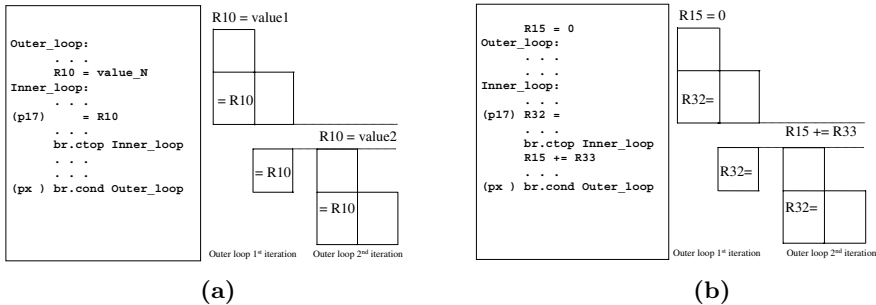 R10 = value1
Outer_loop:
. . .
R10 = value_N
Inner_loop:
. . .
(p17) = R10
. . .
br.ctop Inner_loop
. . .
. . .
(px ) br.cond Outer_loop
= R10
R10 = value2
= R10
= R10
Outer loop 1st iteration
Outer loop 2nd iteration
(a)
R15 = 0
R15 = 0
Outer_loop:
. . .
. . .
Inner_loop:
. . .
(p17) R32 =
. . .
br.ctop Inner_loop
R15 += R33
. . .
(px ) br.cond Outer_loop
R32=
R15 += R33
R32=
R32=
Outer loop 1st iteration
Outer loop 2nd iteration
(b)